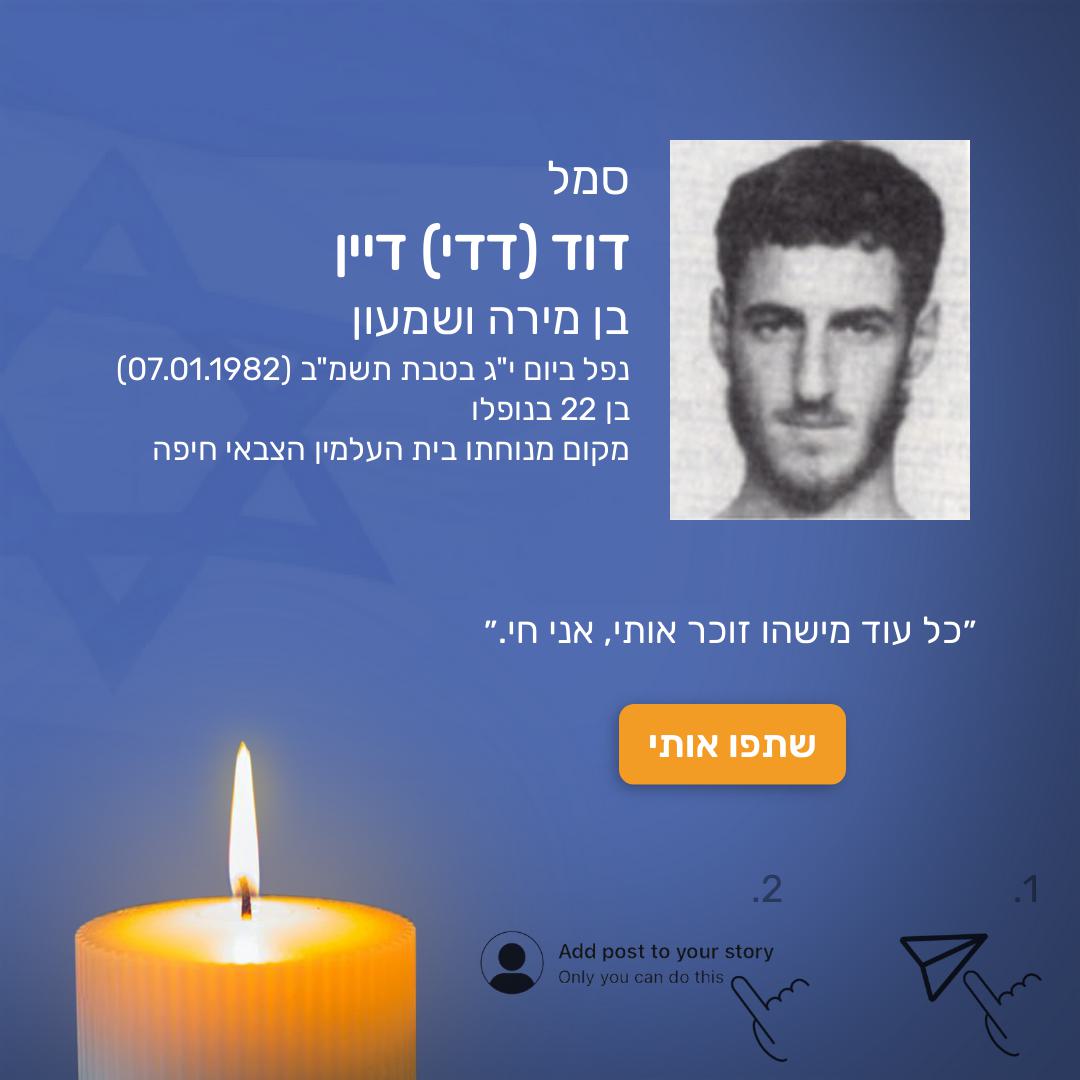 סמל
דוד (דדי) דיין
בן מירה ושמעון
נפל ביום י"ג בטבת תשמ"ב (07.01.1982)
בן 22 בנופלו
מקום מנוחתו בית העלמין הצבאי חיפה
"כל עוד מישהו זוכר אותי, אני חי."
שתפו אותי
1.
2.
Add post to your story
Only you can do this